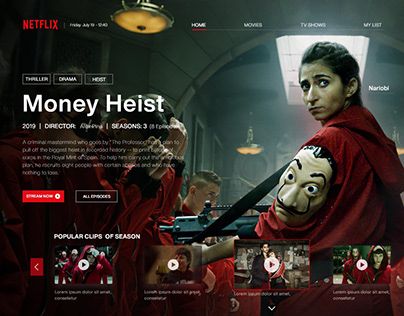 NETFLIX | Friday July 19 - 12:40
HOME MOVIES TV SHOWS MY LIST
THRILLER DRAMA HEIST
Nariobi
Money Heist
2019 | DIRECTOR: Álex Pina | SEASONS: 3 (8 Episodes)
A criminal mastermind who goes by "The Professor" has a plan to
pull off the biggest heist in recorded history -- to print billions of
euros in the Royal Mint of Spain. To help him carry out the ambitious
plan, he recruits eight people with certain abilities and who have
nothing to lose.
STREAM NOW ALL EPISODES
POPULAR CLIPS OF SEASON
Lorem ipsum dolor sit amet, Lorem ipsum dolor sit amet, Lorem ipsum dolor sit amet, Lorem ipsum dolor sit amet,
consetetur consetetur consetetur consetetur